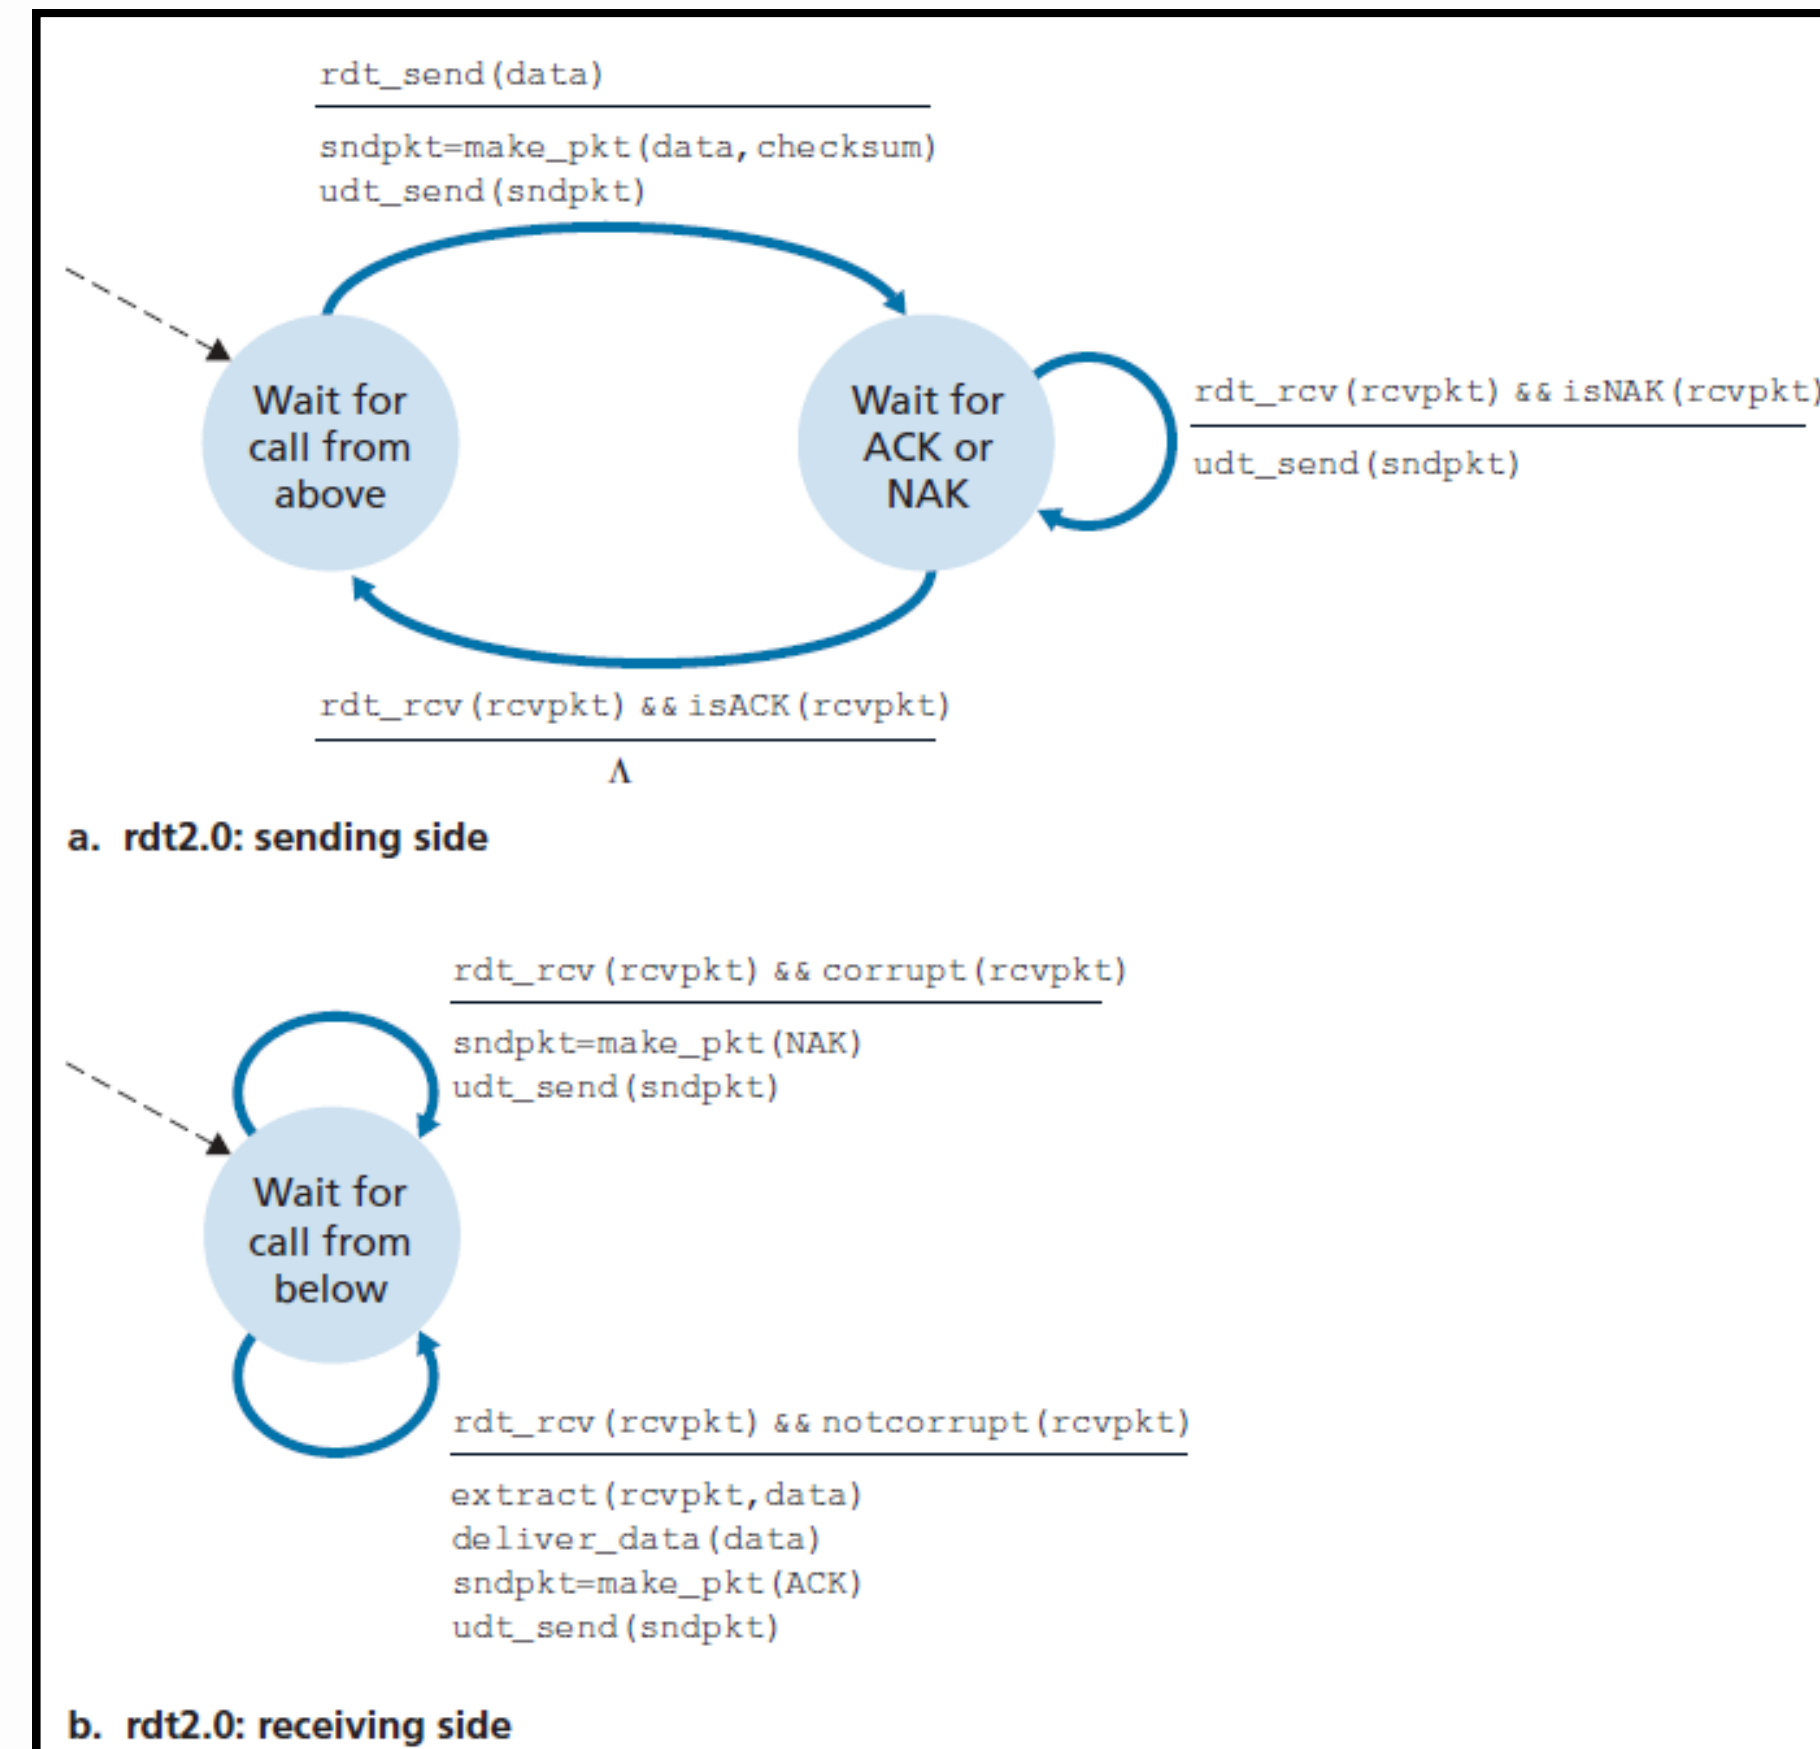 rdt_send(data)
sndpkt=make_pkt(data,checksum)
udt_send(sndpkt)
Wait for
call from
above
Wait for
ACK or
NAK
rdt_rcv(rcvpkt) && isNAK(rcvpkt)
udt_send(sndpkt)
rdt_rcv(rcvpkt) && isACK(rcvpkt)
Λ
a. rdt2.0: sending side
rdt_rcv(rcvpkt) && corrupt(rcvpkt)
sndpkt=make_pkt(NAK)
udt_send(sndpkt)
Wait for
call from
below
rdt_rcv(rcvpkt) && notcorrupt(rcvpkt)
extract(rcvpkt,data)
deliver_data(data)
sndpkt=make_pkt(ACK)
udt_send(sndpkt)
b. rdt2.0: receiving side